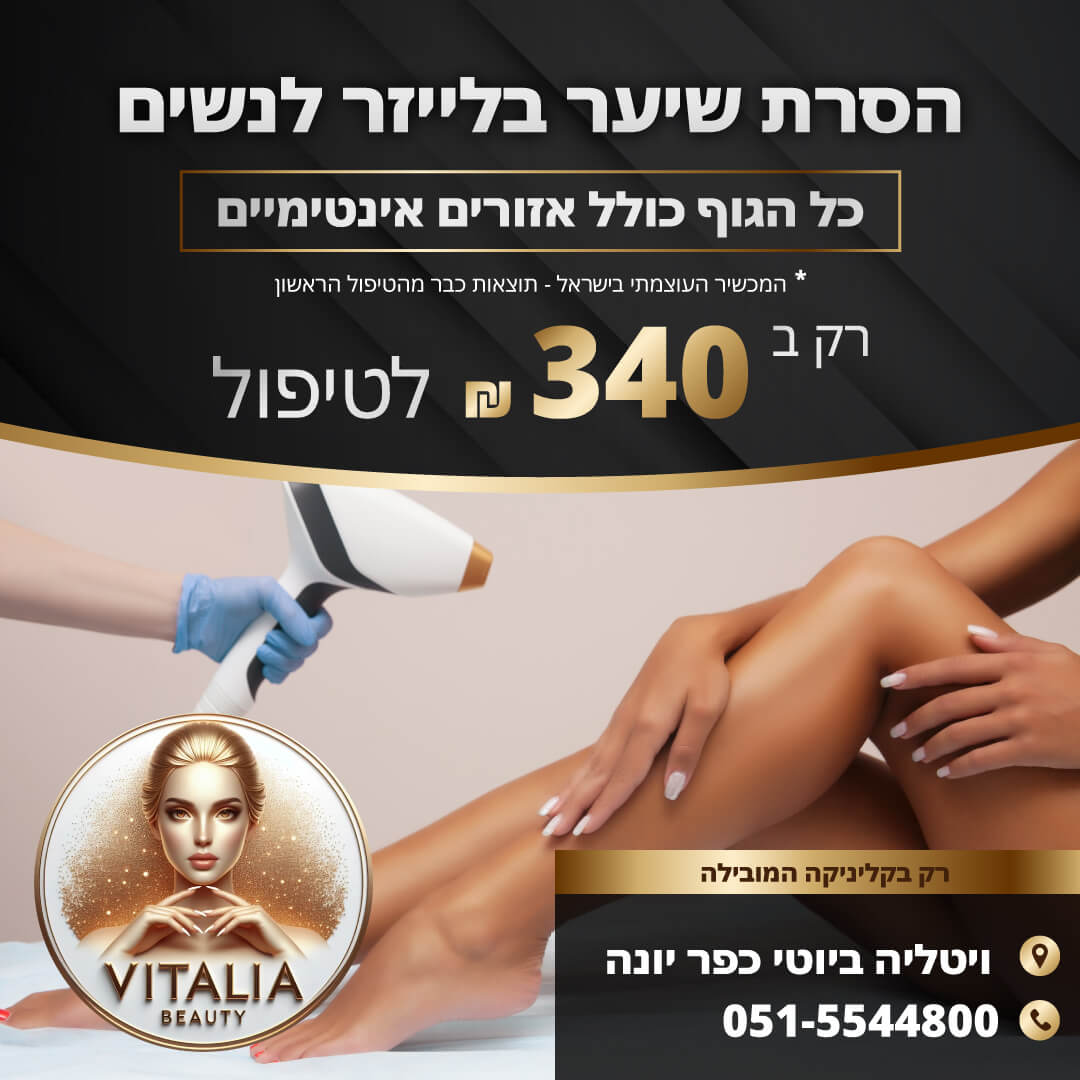 הסרת שיער בלייזר לנשים
כל הגוף כולל אזורים אינטימיים
* המכשיר העוצמתי בישראל - תוצאות כבר מהטיפול הראשון
רק ב 340 ₪ לטיפול
רק בקליניקה המובילה
ויטליה ביוטי כפר יונה
051-5544800
VITALIA
BEAUTY